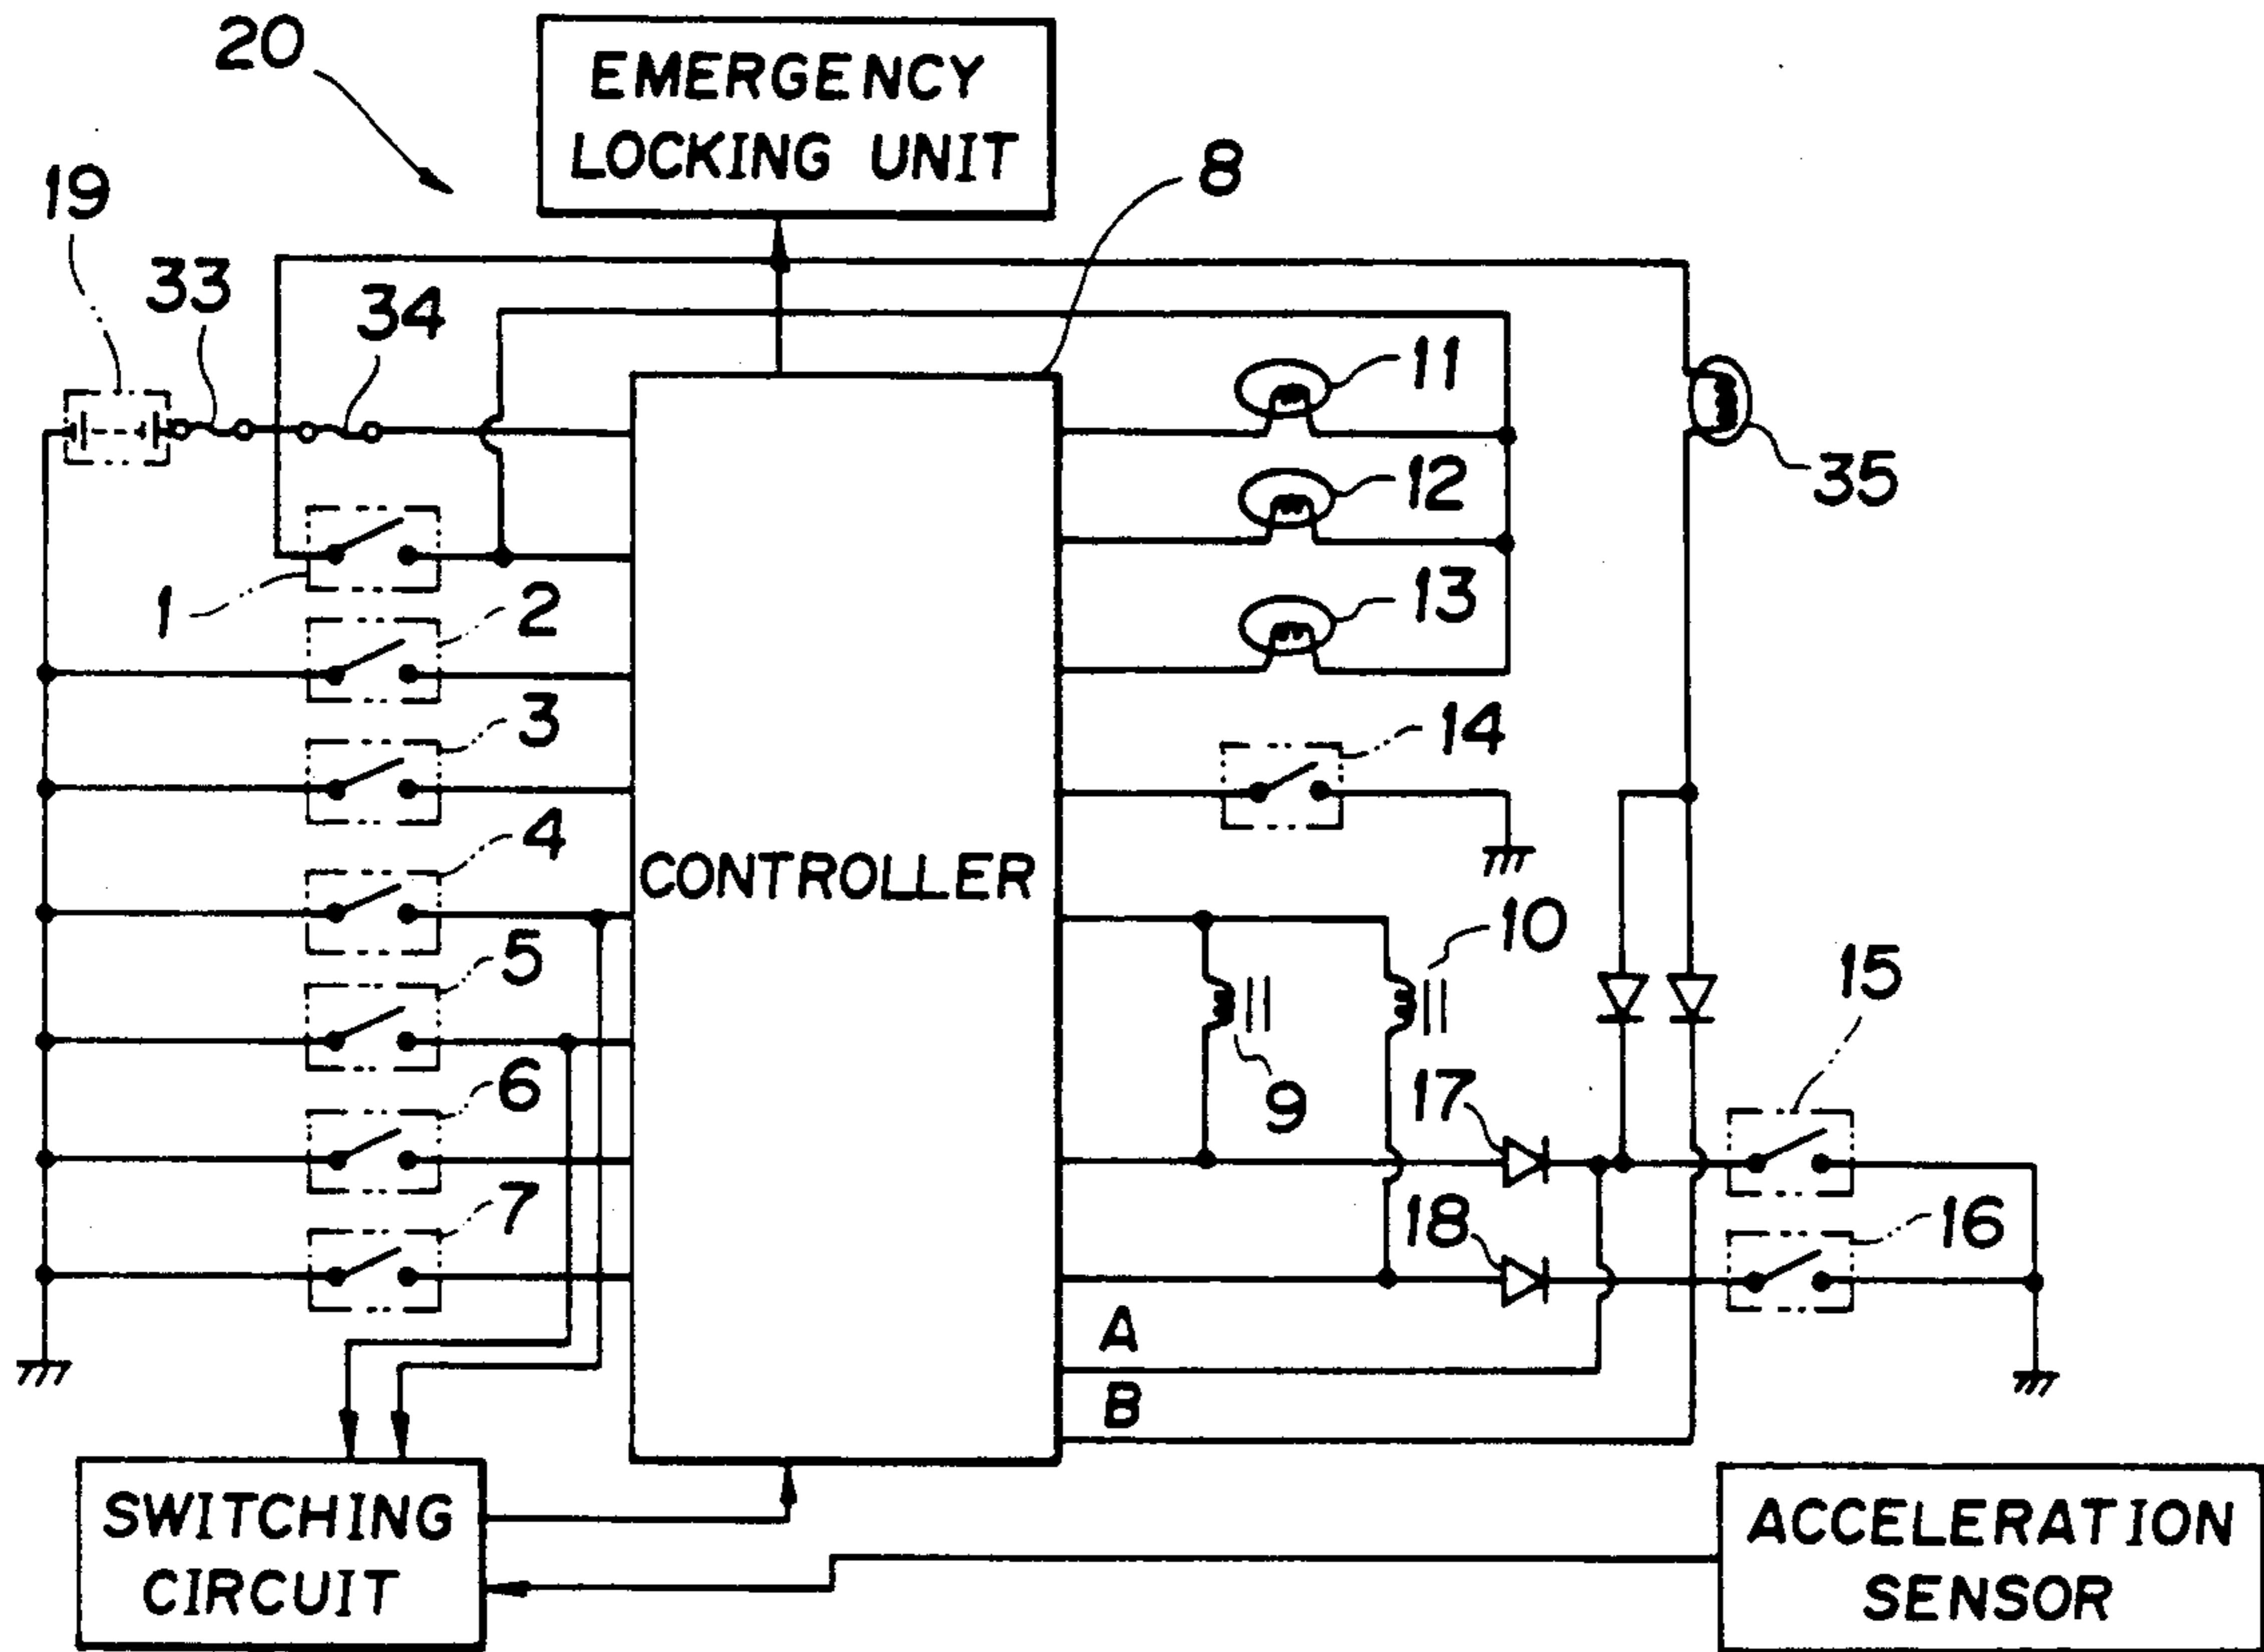 20
EMERGENCY
LOCKING UNIT
8
19
33
34
11
12
35
1
2
13
3
14
4
CONTROLLER
5
10
15
6
9
17
7
18
16
A
B
SWITCHING
CIRCUIT
ACCELERATION
SENSOR